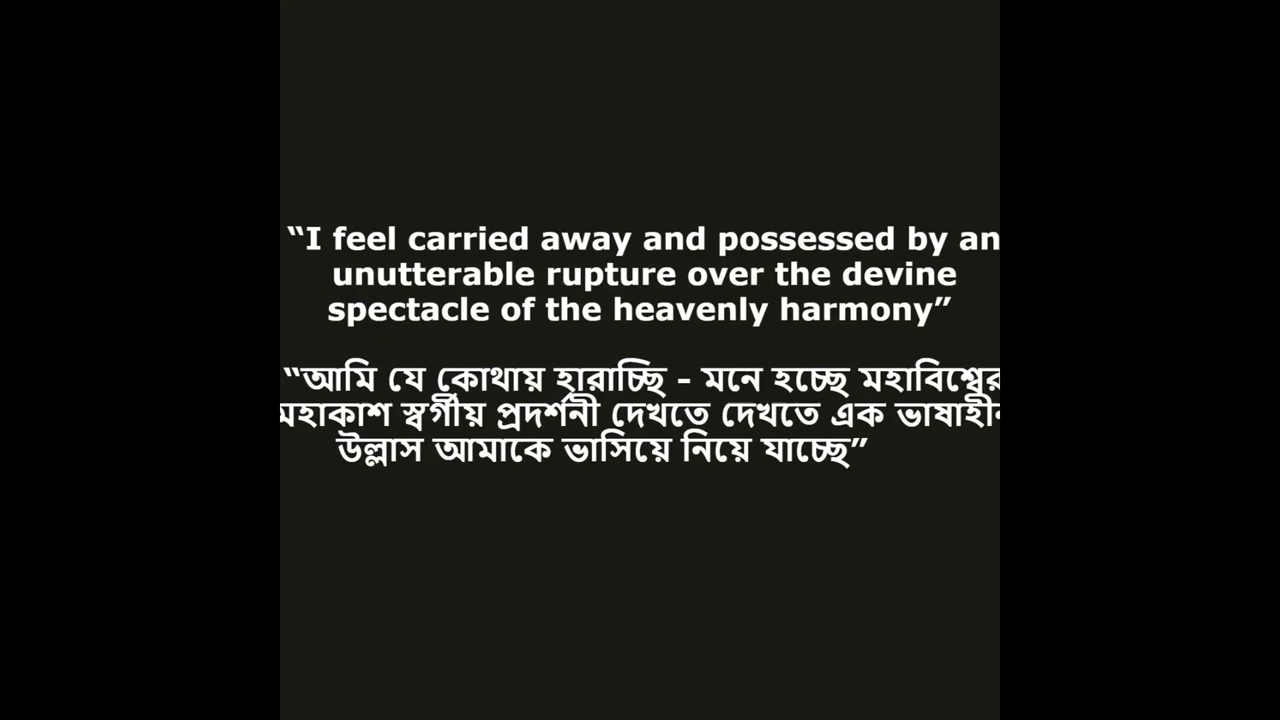 “I feel carried away and possessed by an
unutterable rupture over the devine
spectacle of the heavenly harmony”
“আমি যে কোথায় হারাচ্ছি - মনে হচ্ছে মহাবিশ্বের
মহাকাশ স্বর্গীয় প্রদর্শনী দেখতে দেখতে এক ভাষাহীন
উল্লাস আমাকে ভাসিয়ে নিয়ে যাচ্ছে”